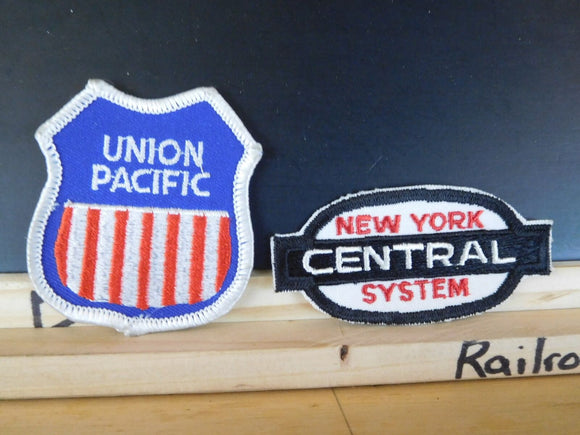 UNION
PACIFIC
NEW YORK
CENTRAL
SYSTEM
Railro